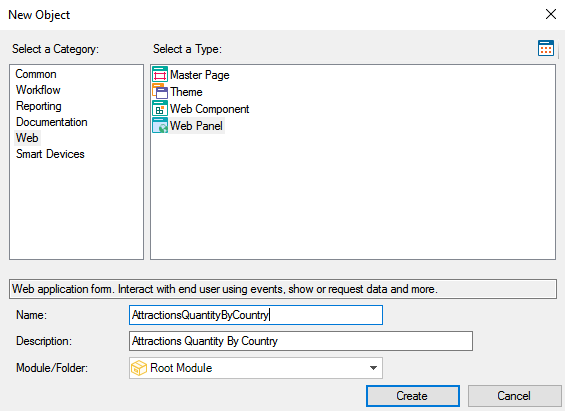 New Object
Select a Category:
Select a Type:
Common
Workflow
Reporting
Documentation
Web
Smart Devices
Master Page
Theme
Web Component
Web Panel
Web application form. Interact with end user using events, show or request data and more.
Name: AttractionsQuantityByCountry
Description: Attractions Quantity By Country
Module/Folder: Root Module
Create Cancel